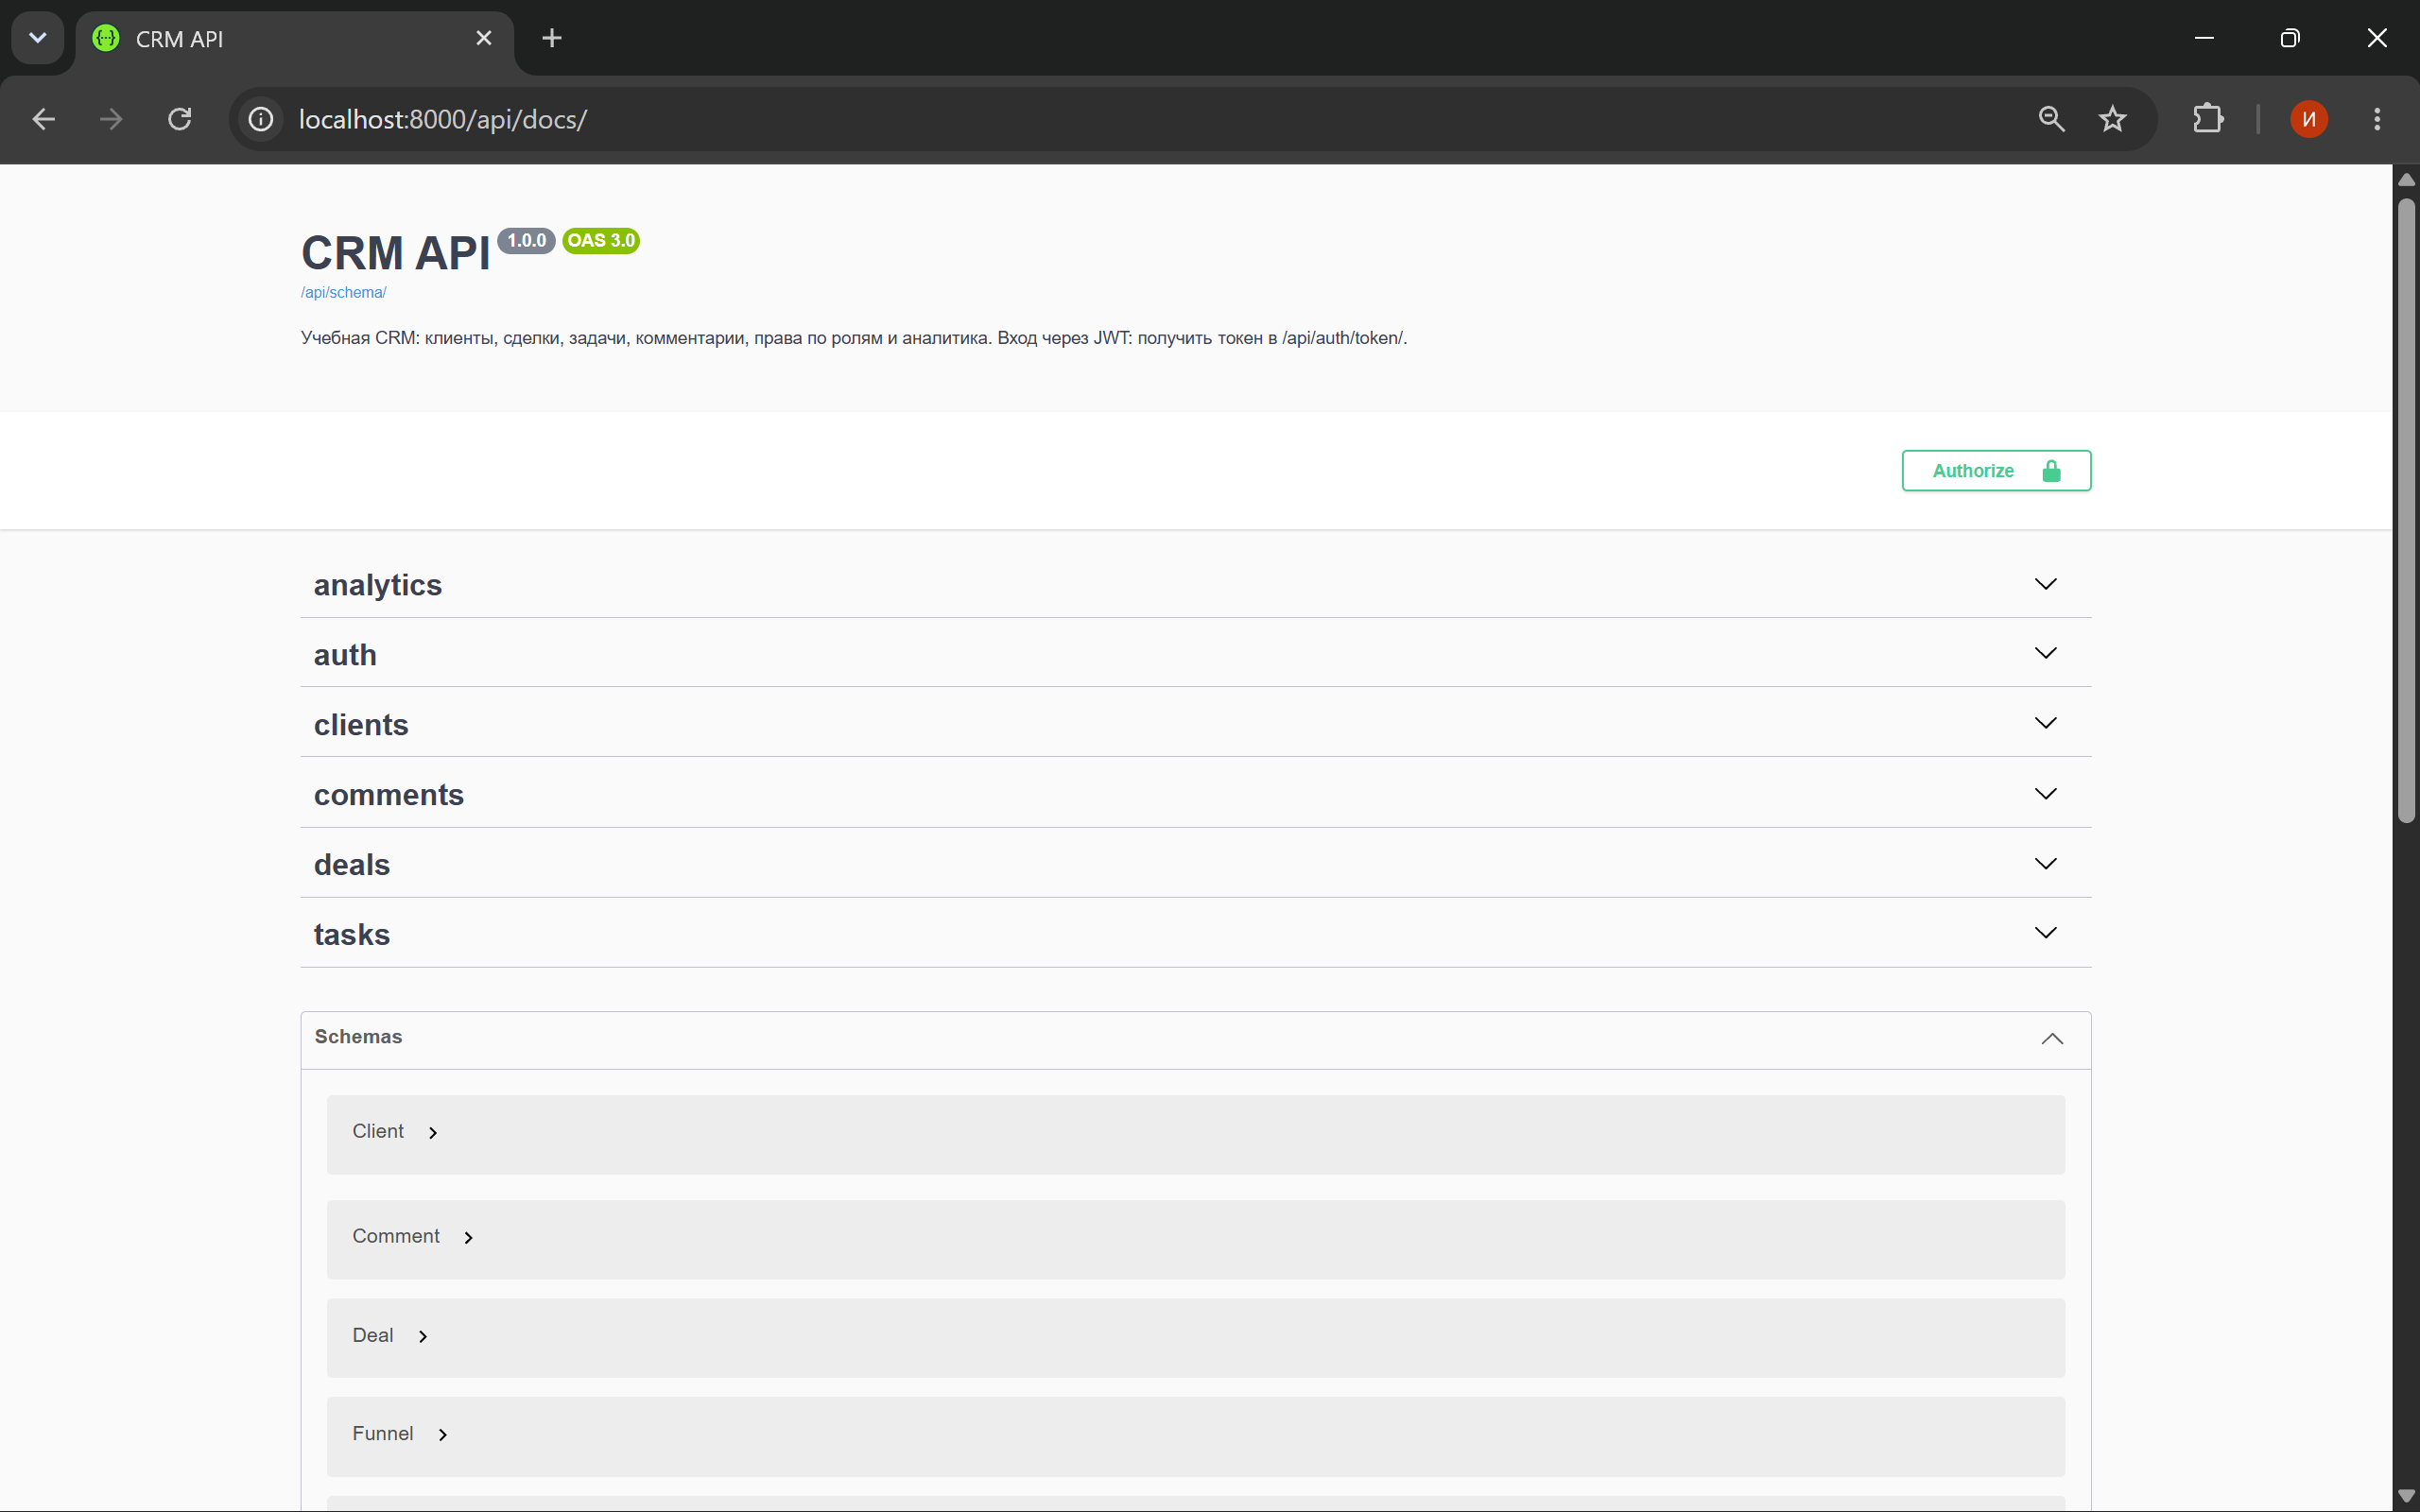 CRM API
localhost:8000/api/docs/
И
CRM API 1.0.0 OAS 3.0
/api/schema/
Учебная CRM: клиенты, сделки, задачи, комментарии, права по ролям и аналитика. Вход через JWT: получить токен в /api/auth/token/.
Authorize
analytics
auth
clients
comments
deals
tasks
Schemas
Client
Comment
Deal
Funnel